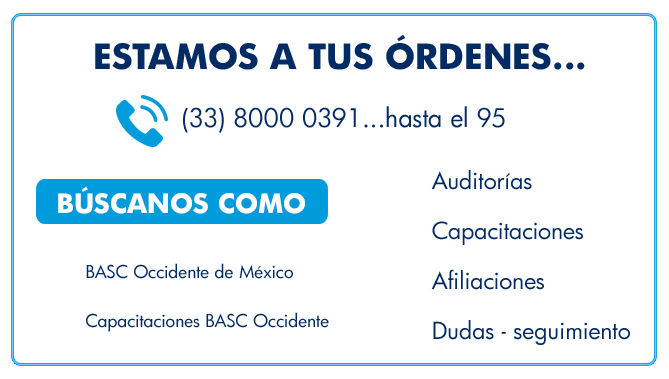 ESTAMOS A TUS ÓRDENES...
(33) 8000 0391...hasta el 95
BÚSCANOS COMO
BASC Occidente de México
Capacitaciones BASC Occidente
Auditorías
Capacitaciones
Afiliaciones
Dudas - seguimiento